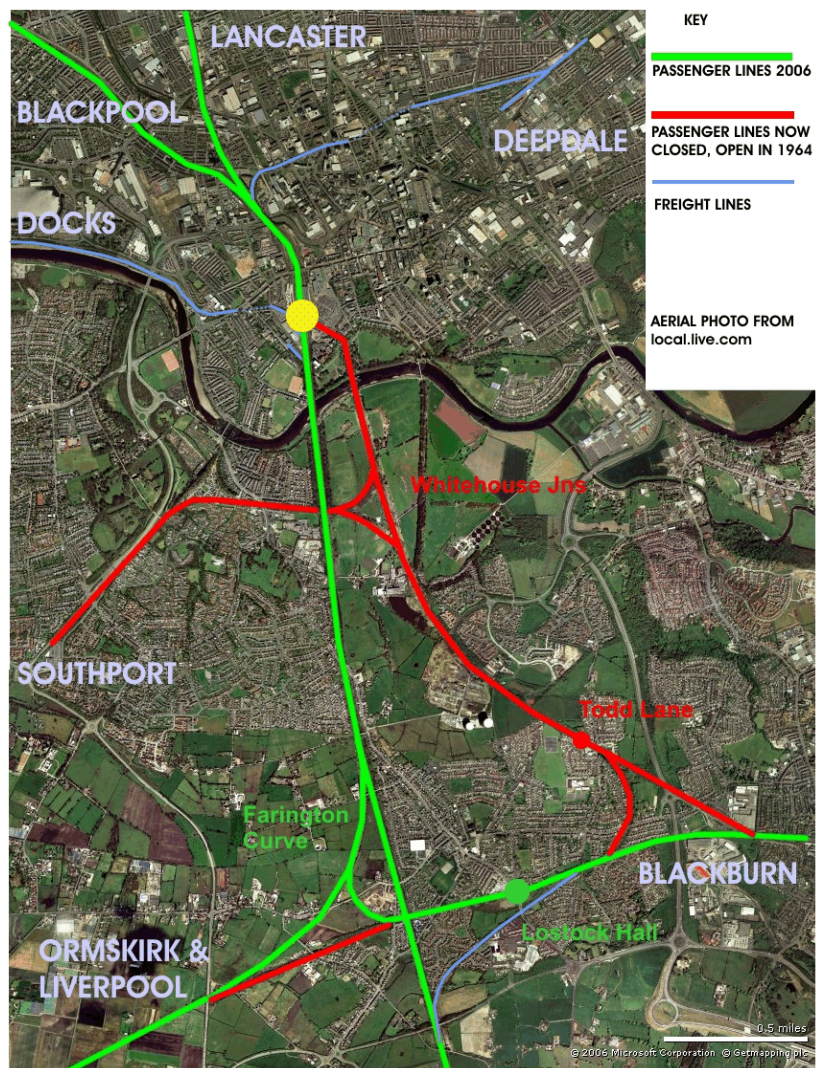 LANCASTER
BLACKPOOL
DEEPDALE
DOCKS
KEY
PASSENGER LINES 2006
PASSENGER LINES NOW
CLOSED, OPEN IN 1964
FREIGHT LINES
AERIAL PHOTO FROM
local.live.com
Whitehouse Jns
SOUTHPORT
Todd Lane
Farington
Curve
BLACKBURN
Lostock Hall
ORMSKIRK &
LIVERPOOL
0.5 miles
© 2006 Microsoft Corporation © Getmapping plc